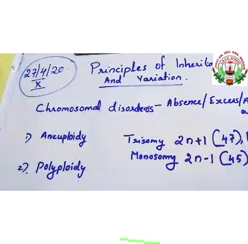 27/4/20
X
Principles of Inherit
And Variation.
Chromosomal disorders - Absence/Excess/A
1) Aneuploidy Trisomy 2n+1 (47),
2). Polyploidy Monosomy 2n-1 (45)